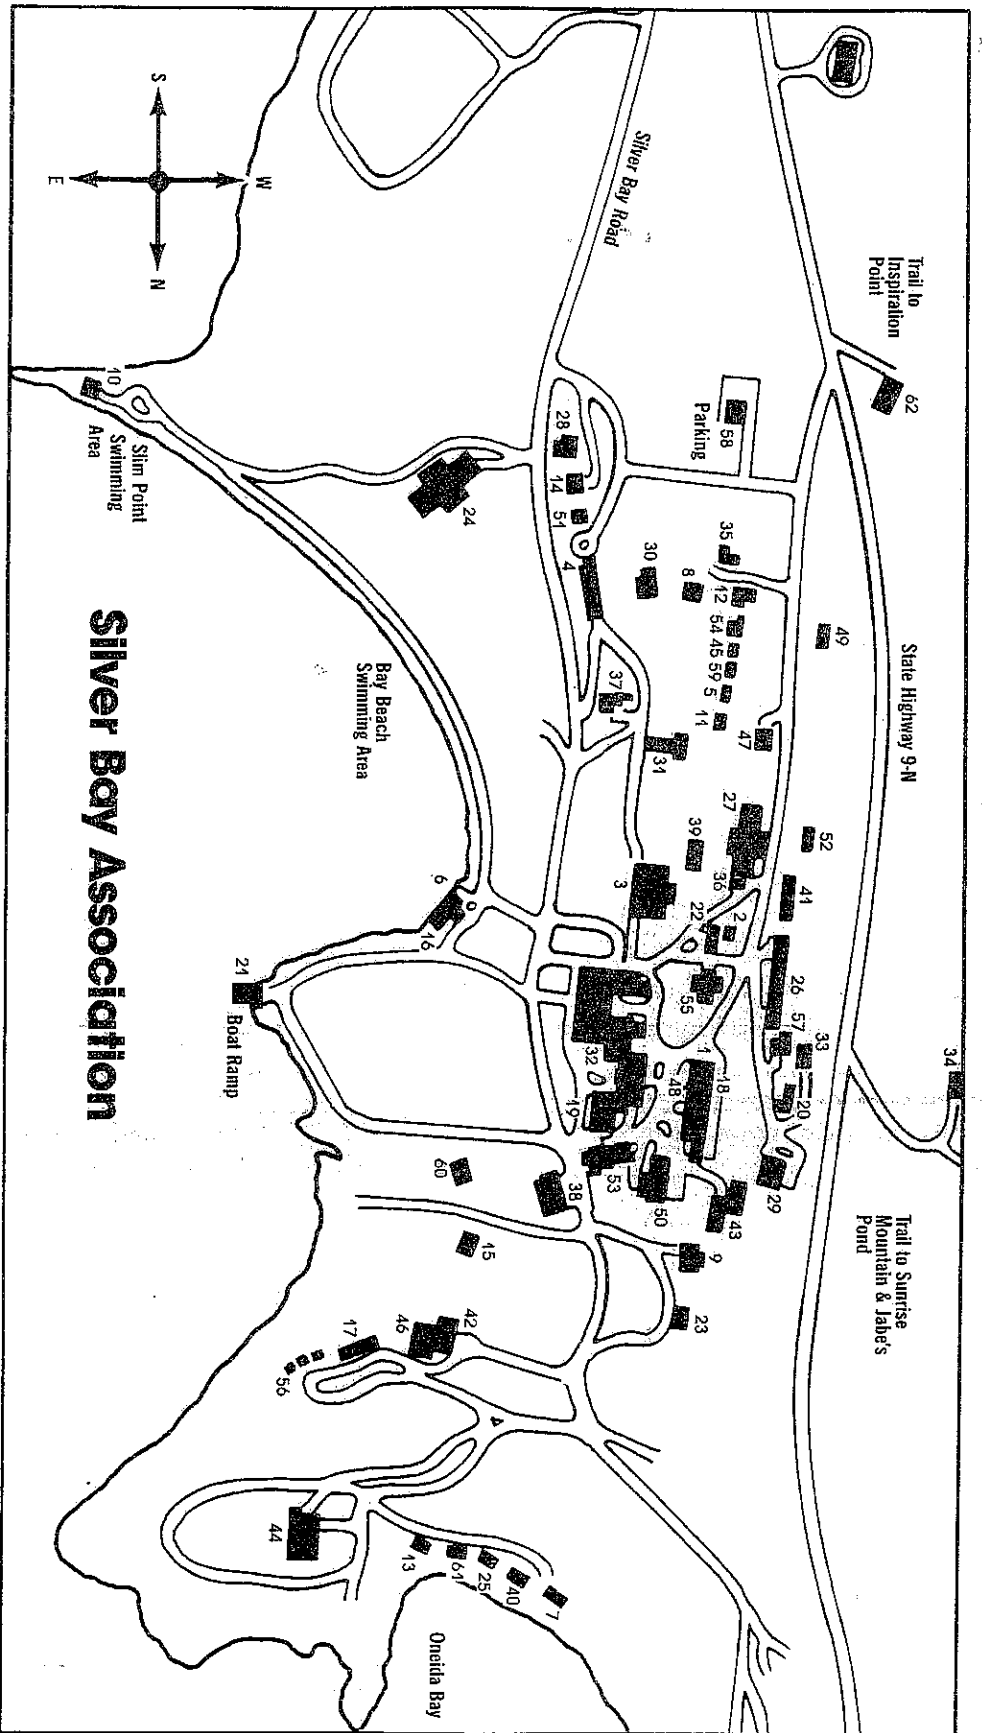 Silver Bay Association
State Highway 9-N
Silver Bay Road
Trail to
Inspiration
Point
Trail to Sunrise
Mountain & Jabe's
Pond
Parking
Slim Point
Swimming
Area
Bay Beach
Swimming Area
Boat Ramp
Oneida Bay
S
W
E
N
62
58
28
14
51
4
24
10
35
30
8
12
54
45
59
5
11
49
47
37
31
27
52
39
36
41
3
22
2
26
55
57
33
34
20
1
18
48
32
19
6
16
21
29
53
50
43
38
60
9
15
23
42
46
17
56
44
13
61
25
40
7